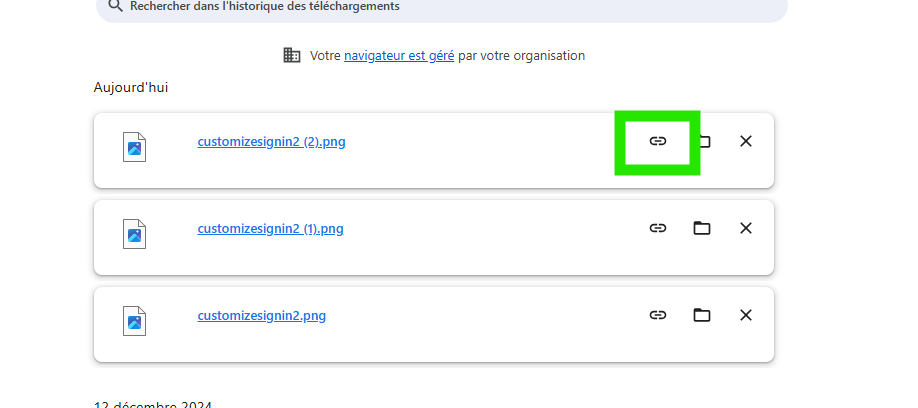 Rechercher dans l'historique des téléchargements
Votre navigateur est géré par votre organisation
Aujourd'hui
customizesignin2 (2).png
customizesignin2 (1).png
customizesignin2.png
12 décembre 2024